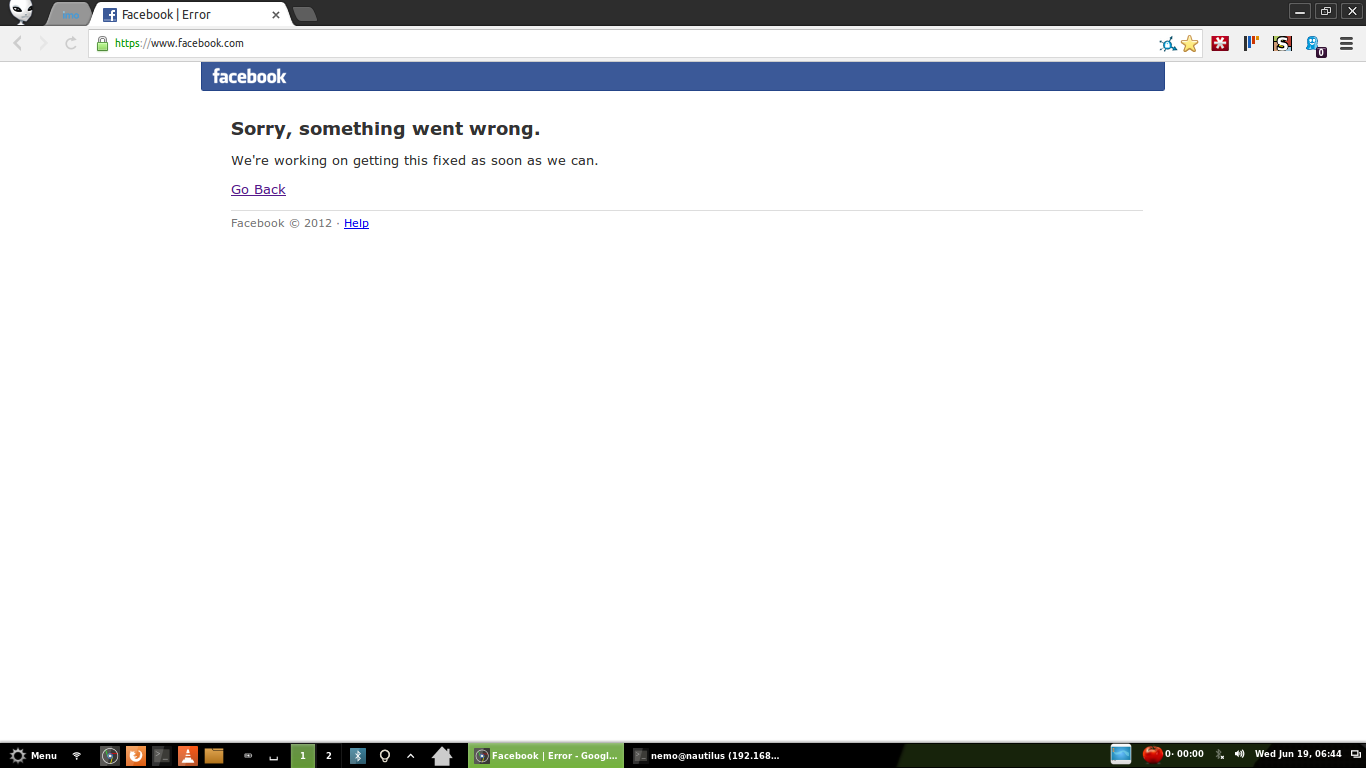 imo
Facebook | Error
https://www.facebook.com
S
0
facebook
Sorry, something went wrong.
We're working on getting this fixed as soon as we can.
Go Back
Facebook © 2012 · Help
Menu
1
2
Facebook | Error - Googl...
nemo@nautilus (192.168...
0· 00:00
Wed Jun 19, 06:44